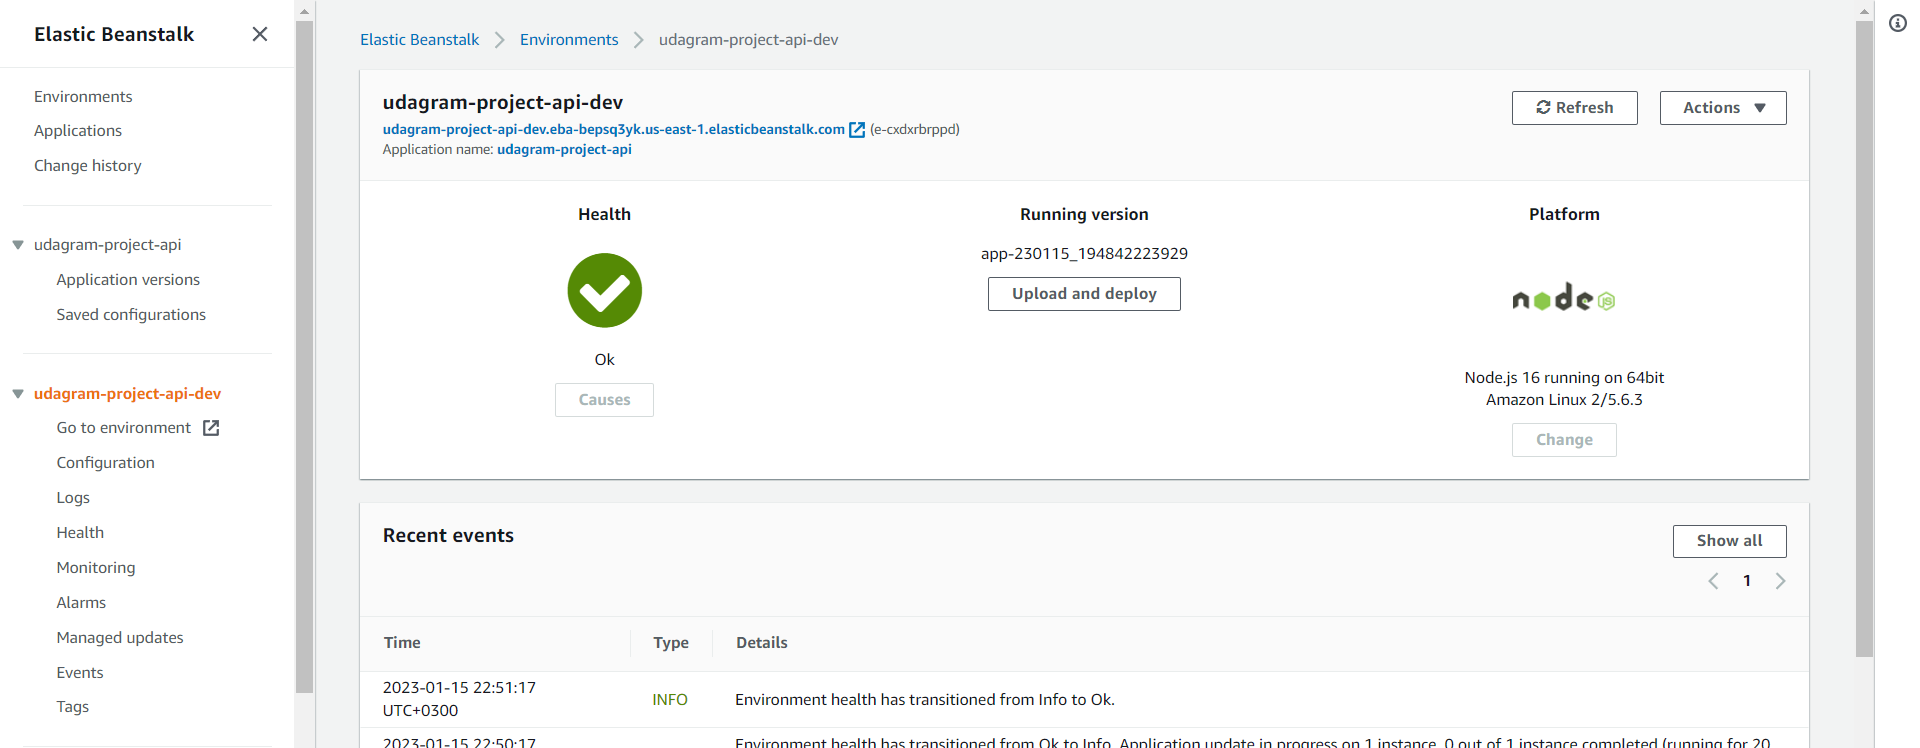 Elastic Beanstalk
Environments
Applications
Change history
udagram-project-api
Application versions
Saved configurations
udagram-project-api-dev
Go to environment
Configuration
Logs
Health
Monitoring
Alarms
Managed updates
Events
Tags
Elastic Beanstalk Environments udagram-project-api-dev
udagram-project-api-dev
Refresh Actions
udagram-project-api-dev.eba-bepsq3yk.us-east-1.elasticbeanstalk.com (e-cxdxrbrppd)
Application name: udagram-project-api
Health
Ok
Causes
Running version
app-230115_194842223929
Upload and deploy
Platform
node JS
Node.js 16 running on 64bit
Amazon Linux 2/5.6.3
Change
Recent events
Show all
1
Time Type Details
2023-01-15 22:51:17
UTC+0300
INFO
Environment health has transitioned from Info to Ok.
2023-01-15 22:50:17
Environment health has transitioned from Ok to Info. Application update in progress on 1 instance. 0 out of 1 instance completed (running for 20